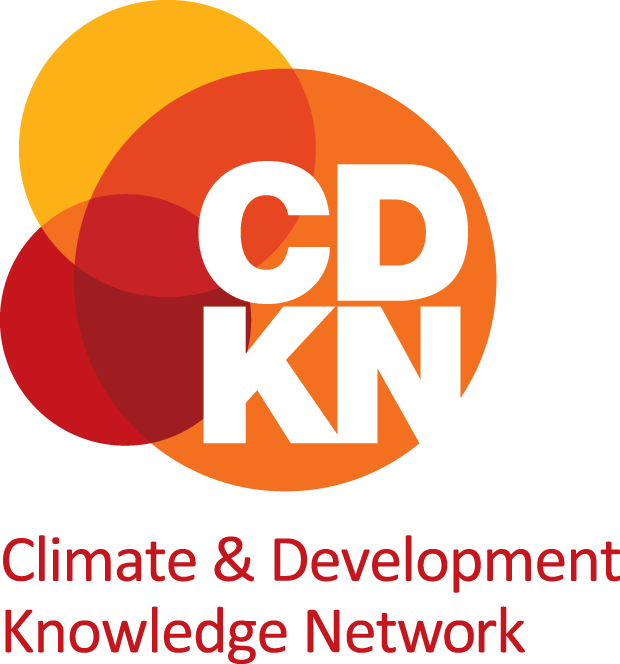 CD
KN
Climate & Development
Knowledge Network